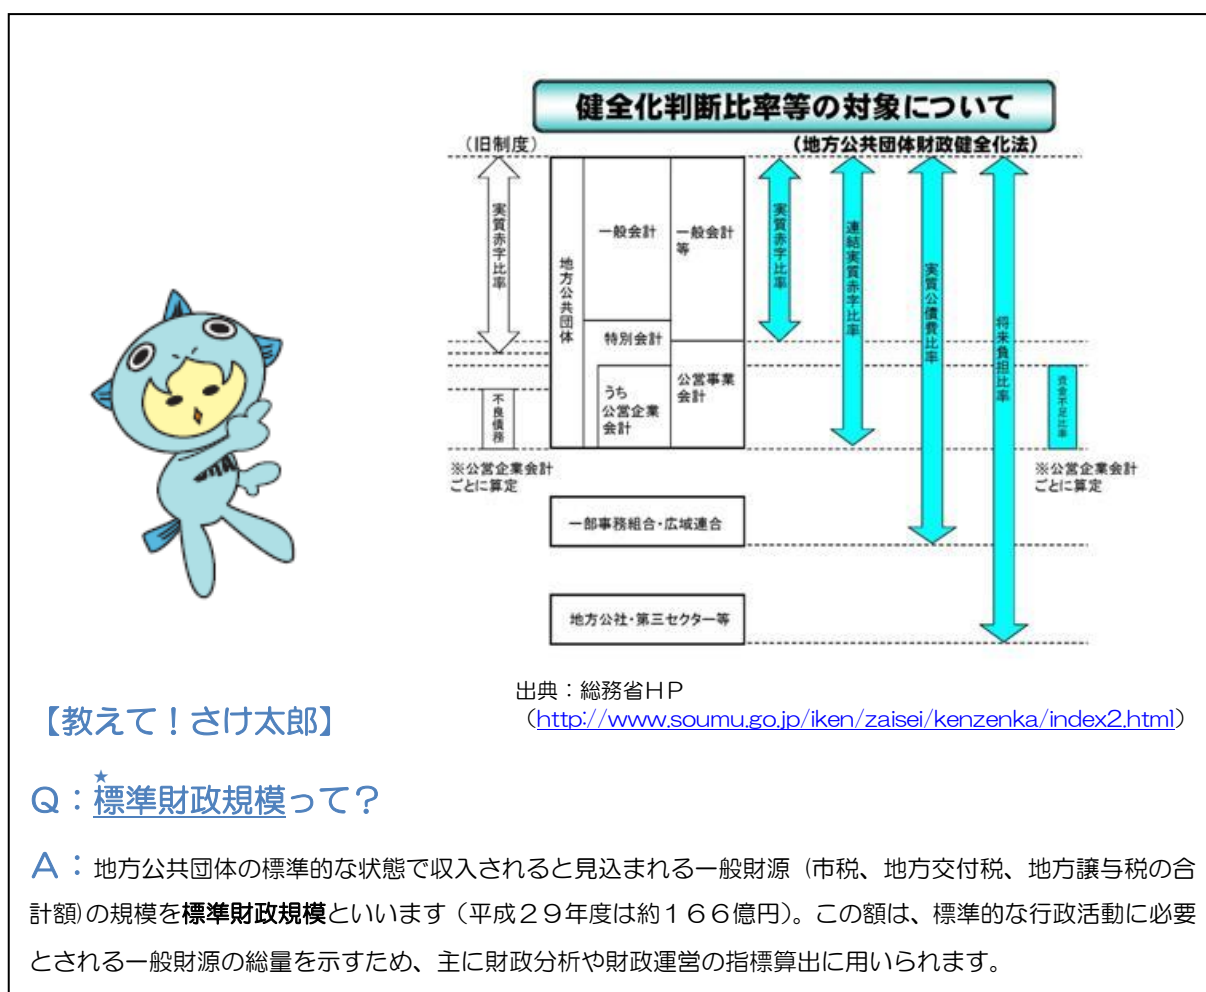 健全化判断比率等の対象について
（旧制度）
（地方公共団体財政健全化法）
実質赤字比率
地方公共団体
一般会計
一般会計
等
実質赤字比率
連結実質赤字比率
実質公債費比率
将来負担比率
特別会計
公営事業
会計
うち
公営企業
会計
不良債務
資金不足比率
※公営企業会計
ごとに算定
※公営企業会計
ごとに算定
一部事務組合・広域連合
地方公社・第三セクター等
出典：総務省ＨＰ
（http://www.soumu.go.jp/iken/zaisei/kenzenka/index2.html）
【教えて！さけ太郎】
★
Ｑ：標準財政規模って？
Ａ：地方公共団体の標準的な状態で収入されると見込まれる一般財源（市税、地方交付税、地方譲与税の合
計額)の規模を標準財政規模といいます（平成２９年度は約１６６億円）。この額は、標準的な行政活動に必要
とされる一般財源の総量を示すため、主に財政分析や財政運営の指標算出に用いられます。